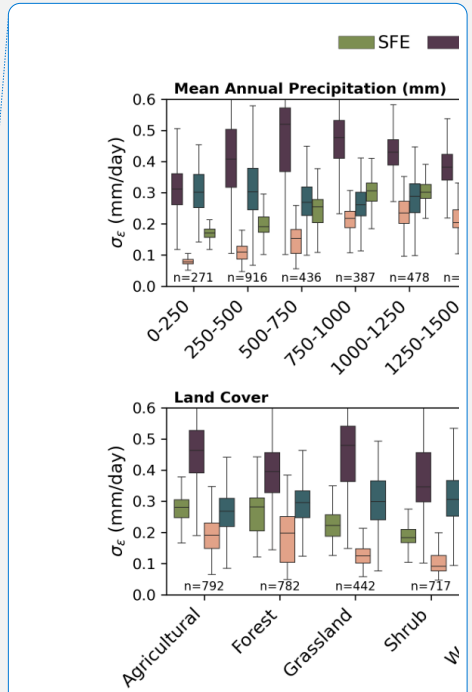 SFE
Mean Annual Precipitation (mm)
σε (mm/day)
0.6
0.5
0.4
0.3
0.2
0.1
0.0
n=271 n=916 n=436 n=387 n=478 n=
0-250 250-500 500-750 750-1000 1000-1250 1250-1500
Land Cover
σε (mm/day)
0.6
0.5
0.4
0.3
0.2
0.1
0.0
n=792 n=782 n=442 n=717
Agricultural Forest Grassland Shrub W